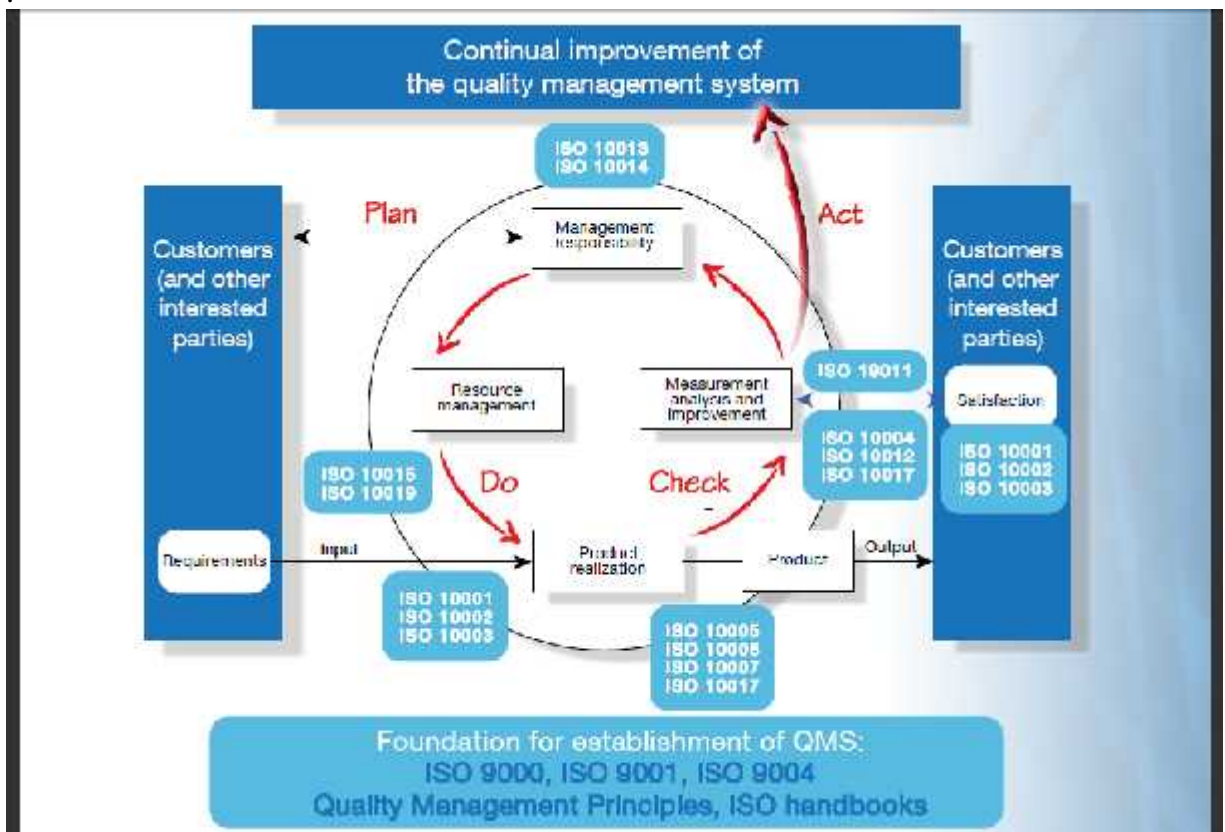 Continual improvement of
the quality management system
ISO 10013
ISO 10014
Plan
Act
Management
responsibility
Customers
(and other
interested
parties)
Customers
(and other
interested
parties)
ISO 19011
Resource
management
Measurement
analysis and
improvement
Satisfaction
ISO 10004
ISO 10012
ISO 10017
ISO 10001
ISO 10002
ISO 10003
ISO 10015
ISO 10019
Do
Check
Requirements
Input
Product
realization
Product
Output
ISO 10001
ISO 10002
ISO 10003
ISO 10005
ISO 10006
ISO 10007
ISO 10017
Foundation for establishment of QMS:
ISO 9000, ISO 9001, ISO 9004
Quality Management Principles, ISO handbooks